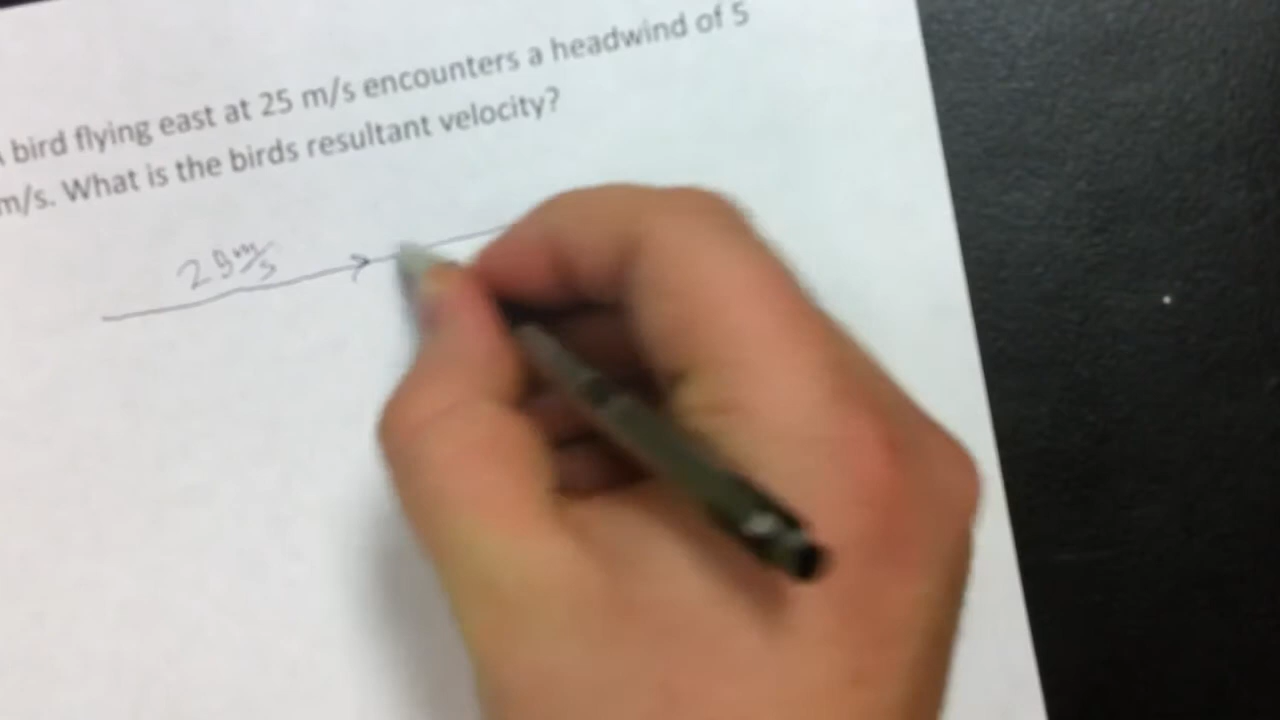 A bird flying east at 25 m/s encounters a headwind of 5
m/s. What is the birds resultant velocity?
25 m/s